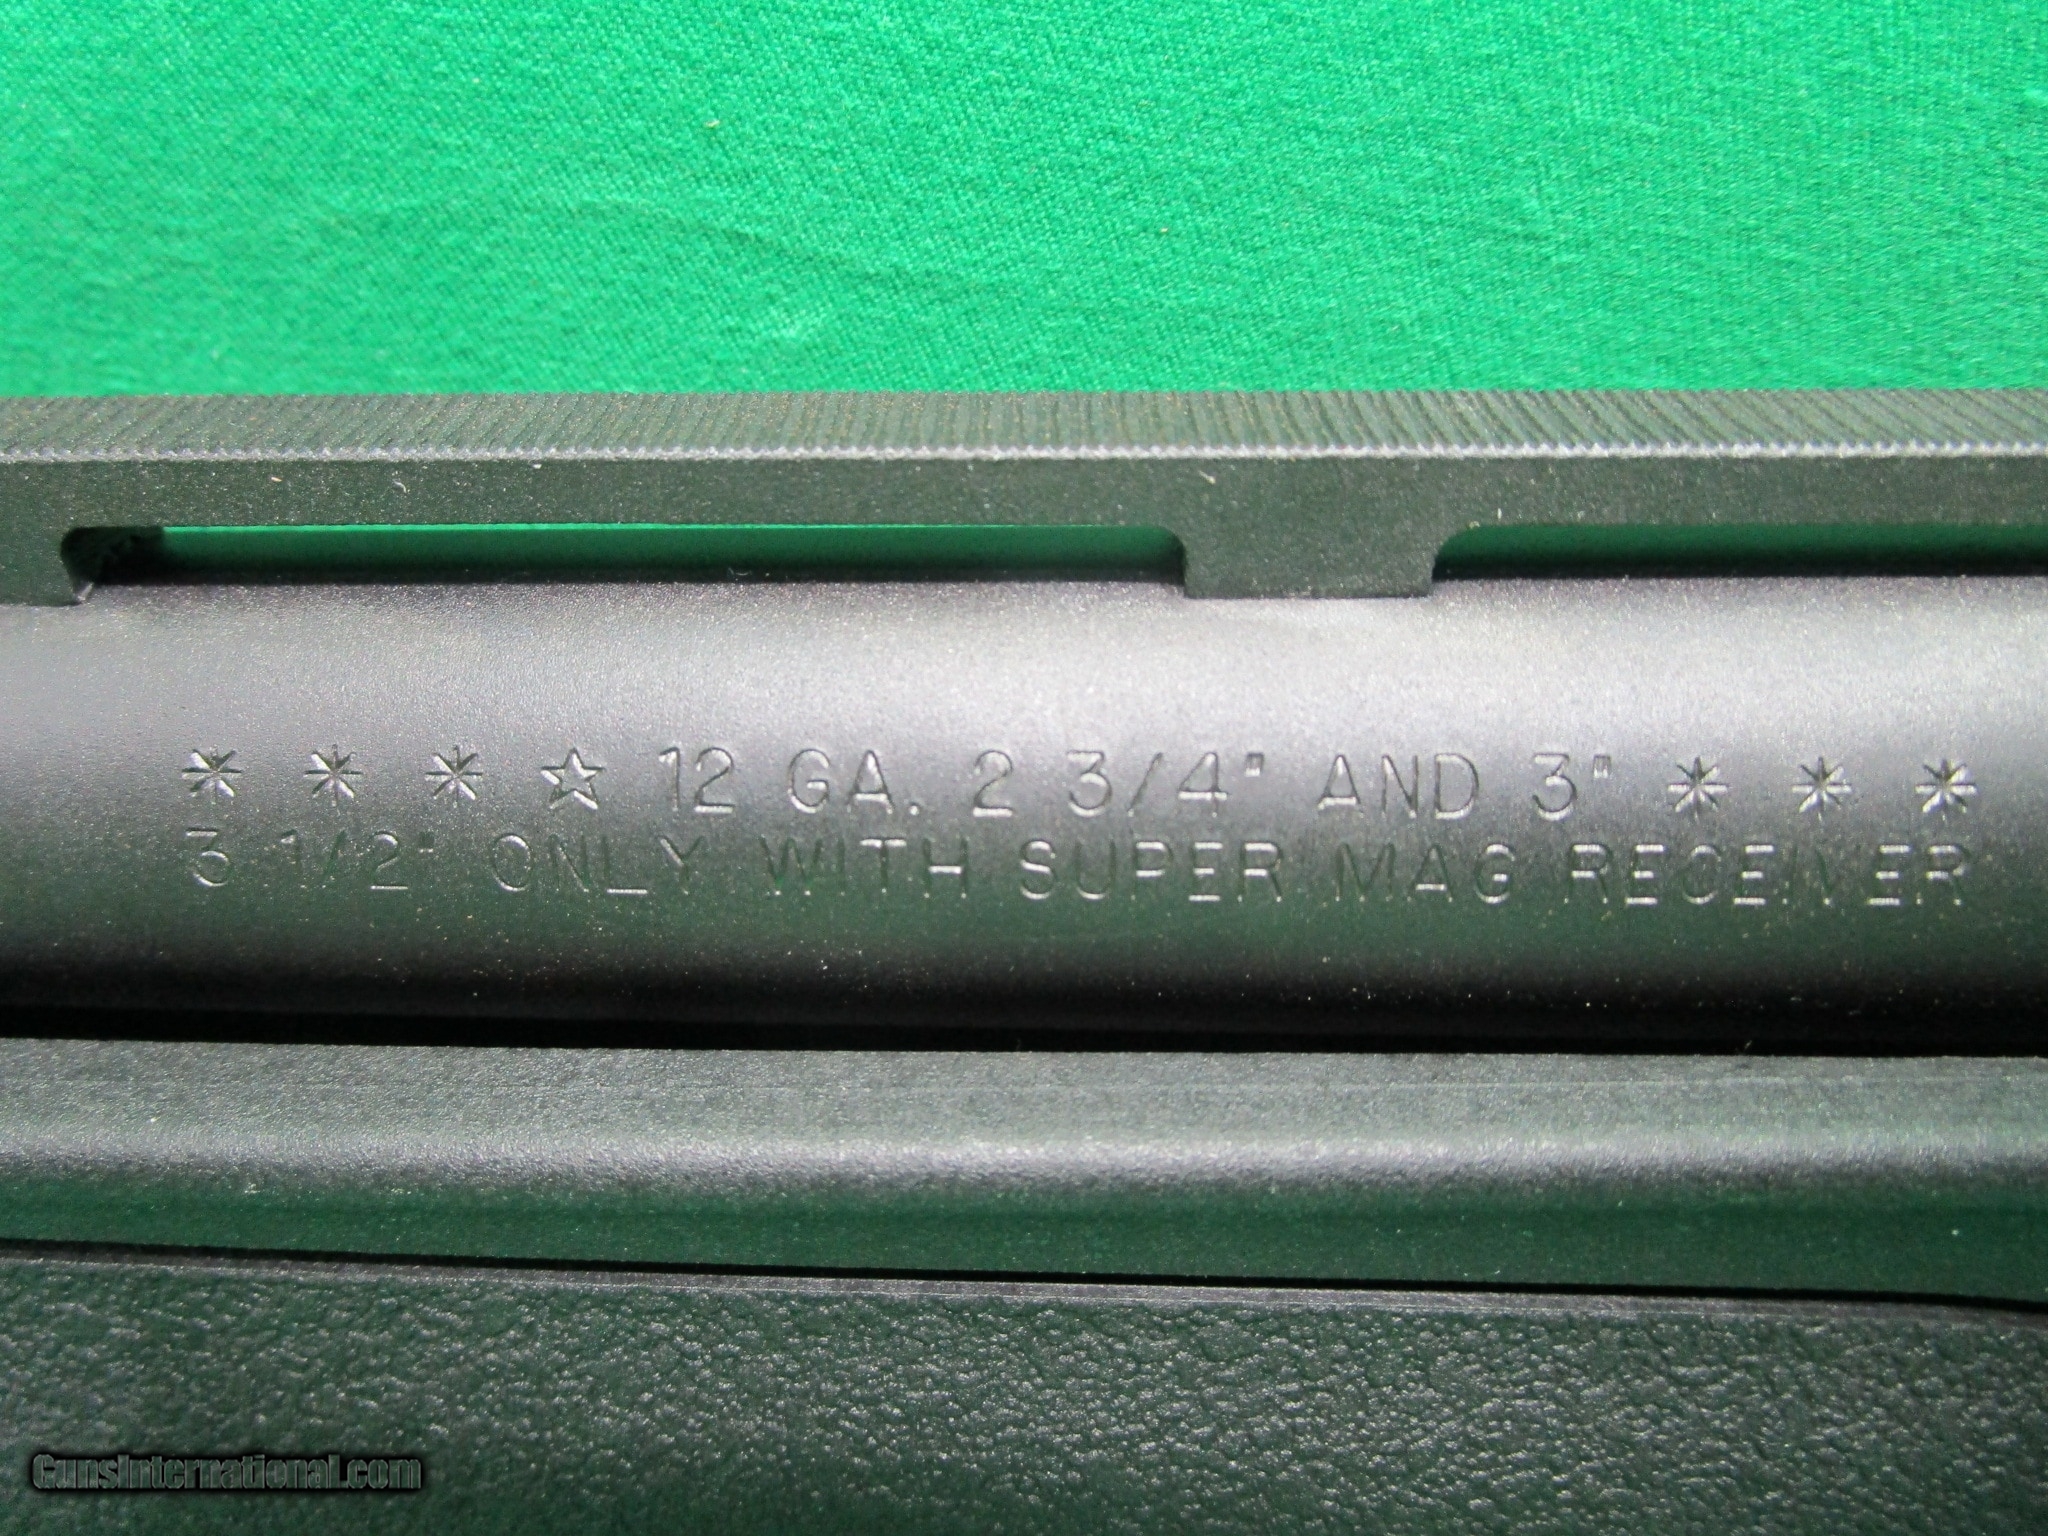 * * * ☆ 12 GA. 2 3/4" AND 3" * * *
3 1/2" ONLY WITH SUPER MAG RECEIVER
GunsInternational.com